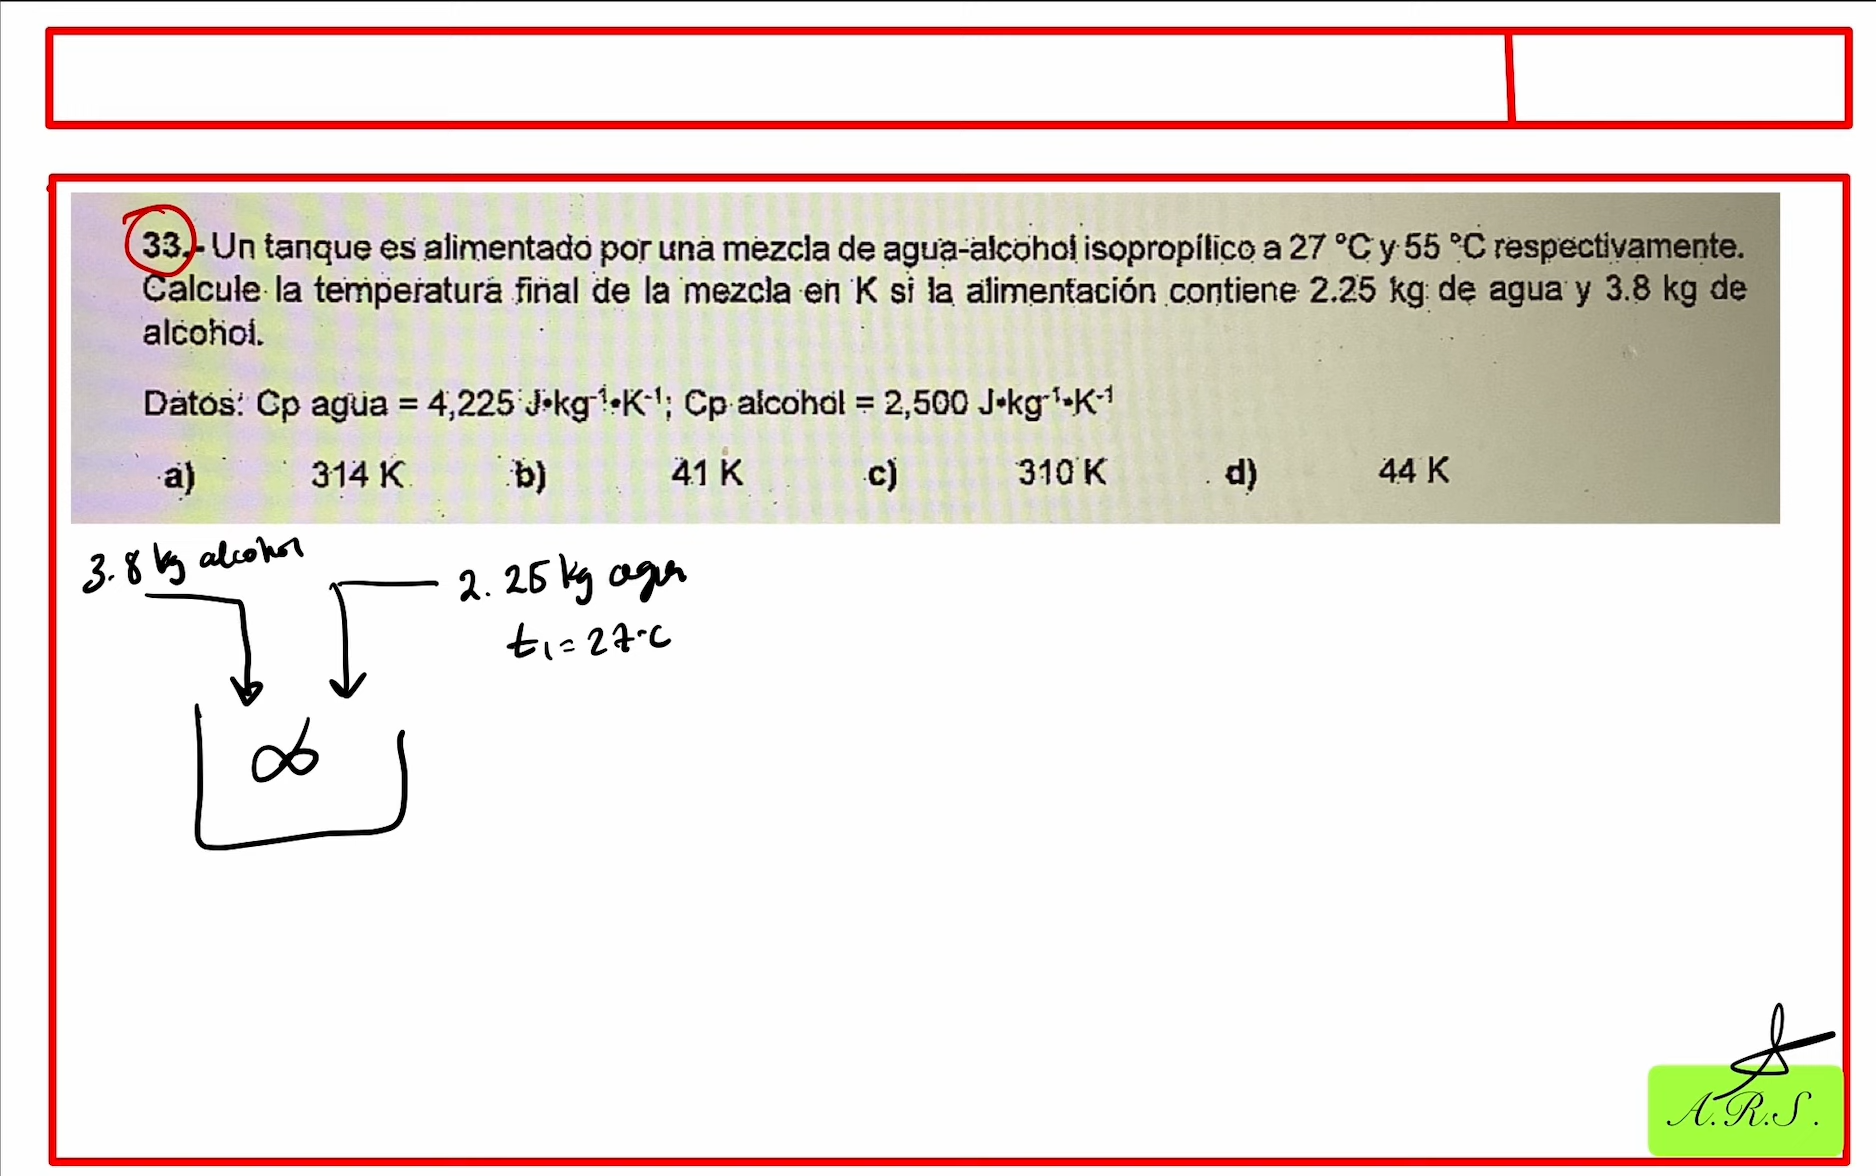 33.- Un tanque es alimentado por una mezcla de agua-alcohol isopropílico a 27 °C y 55 °C respectivamente.
Calcule la temperatura final de la mezcla en K si la alimentación contiene 2.25 kg de agua y 3.8 kg de
alcohol.
Datos: Cp agua = 4,225 J•kg⁻¹•K⁻¹; Cp alcohol = 2,500 J•kg⁻¹•K⁻¹
a) 314 K b) 41 K c) 310 K d) 44 K
3.8 kg alcohol
2.25 kg agua
t1 = 27°C
A.R.S.